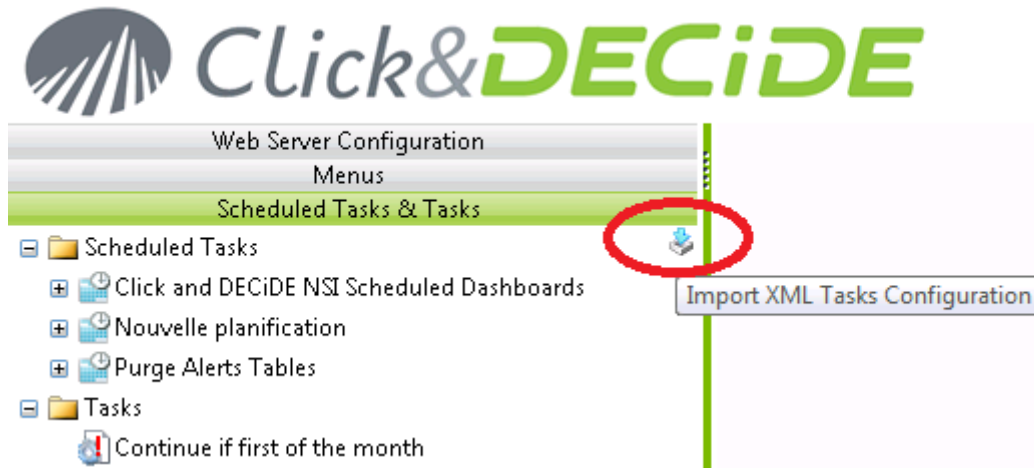 Click&DECiDE
Web Server Configuration
Menus
Scheduled Tasks & Tasks
Scheduled Tasks
Click and DECiDE NSI Scheduled Dashboards
Import XML Tasks Configuration
Nouvelle planification
Purge Alerts Tables
Tasks
Continue if first of the month